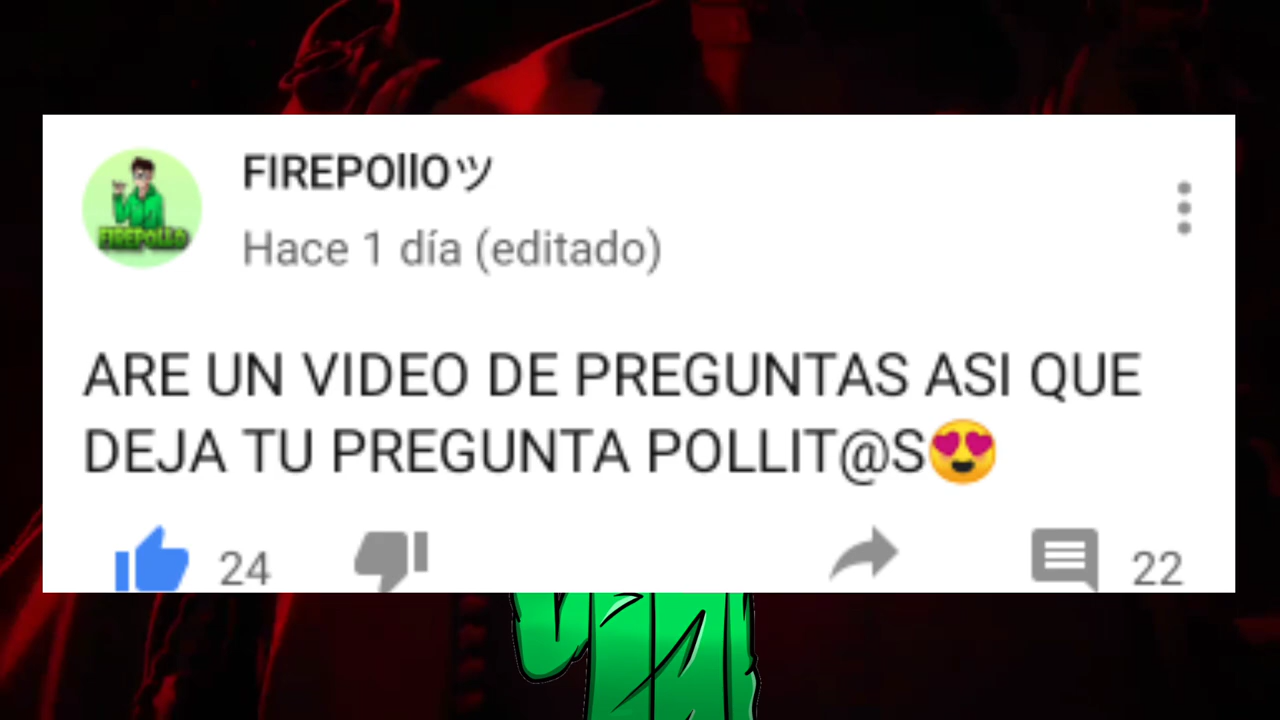 FIREPOllOツ
Hace 1 día (editado)
FIREPOLLO
ARE UN VIDEO DE PREGUNTAS ASI QUE
DEJA TU PREGUNTA POLLIT@S😍
24
22